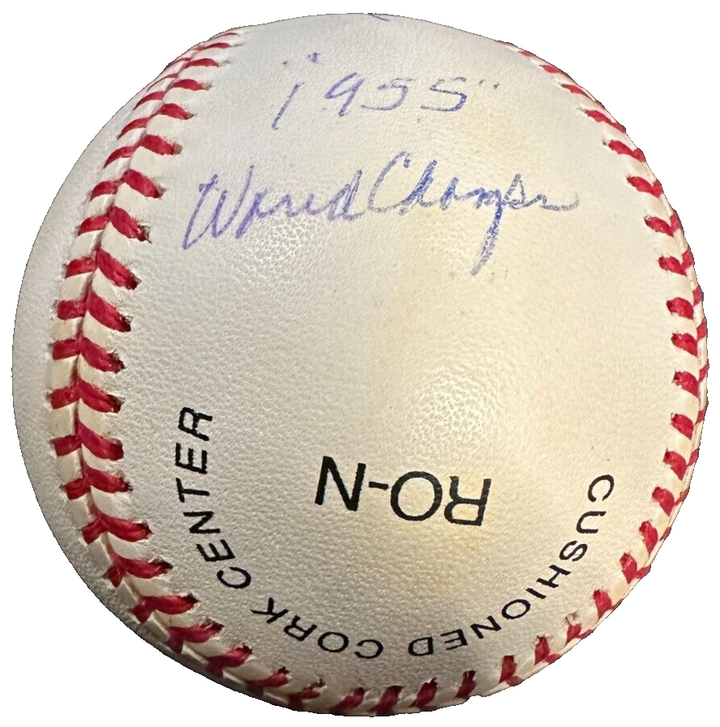 "1955"
World Champs
RO-N
CUSHIONED CORK CENTER